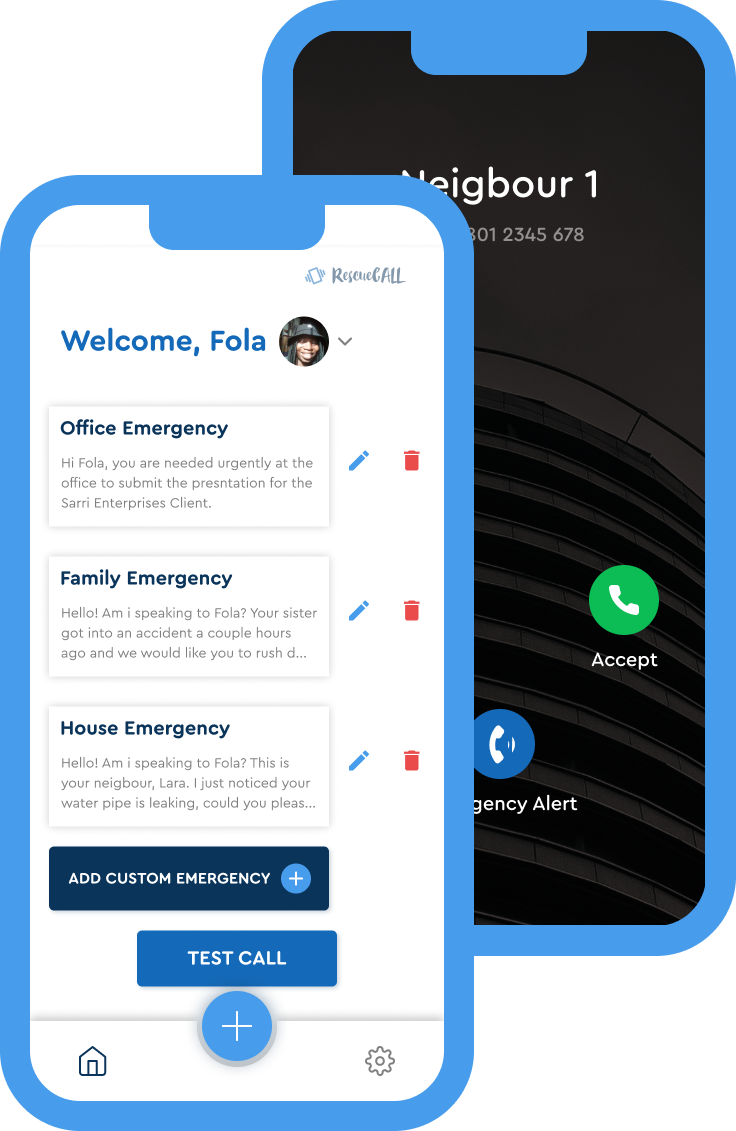 Neigbour 1
801 2345 678
RescueCALL
Welcome, Fola
Office Emergency
Hi Fola, you are needed urgently at the
office to submit the presntation for the
Sarri Enterprises Client.
Family Emergency
Hello! Am i speaking to Fola? Your sister
got into an accident a couple hours
ago and we would like you to rush d...
House Emergency
Hello! Am i speaking to Fola? This is
your neigbour, Lara. I just noticed your
water pipe is leaking, could you pleas...
ADD CUSTOM EMERGENCY
TEST CALL
Accept
gency Alert